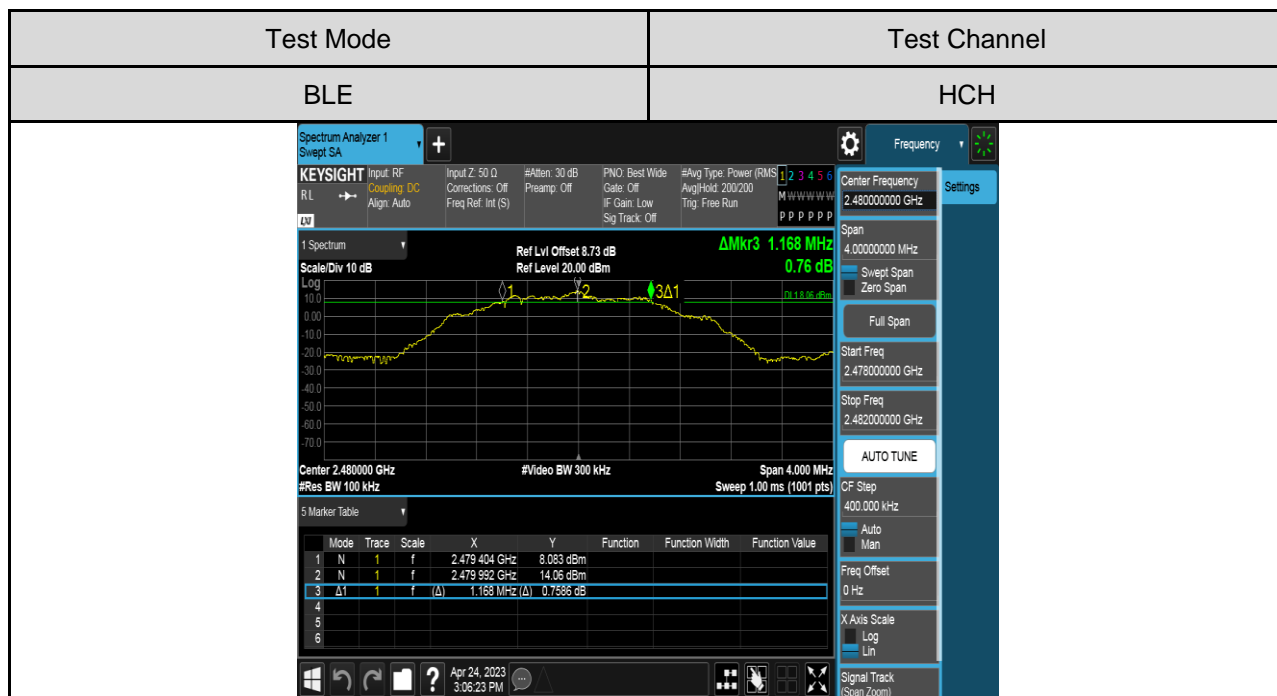 Test Mode
Test Channel
BLE
HCH
Spectrum Analyzer 1
Swept SA
+
Frequency
KEYSIGHT
RL
LXI
Input: RF
Coupling: DC
Align: Auto
Input Z: 50 Ω
Corrections: Off
Freq Ref: Int (S)
#Atten: 30 dB
Preamp: Off
PNO: Best Wide
Gate: Off
IF Gain: Low
Sig Track: Off
#Avg Type: Power (RMS
Avg|Hold: 200/200
Trig: Free Run
1 2 3 4 5 6
M W W W W W
P P P P P P
Center Frequency
2.480000000 GHz
Settings
Span
4.00000000 MHz
Swept Span
Zero Span
Full Span
Start Freq
2.478000000 GHz
Stop Freq
2.482000000 GHz
AUTO TUNE
CF Step
400.000 kHz
Auto
Man
Freq Offset
0 Hz
X Axis Scale
Log
Lin
Signal Track
(Span Zoom)
1 Spectrum
Scale/Div 10 dB
Ref Lvl Offset 8.73 dB
Ref Level 20.00 dBm
ΔMkr3 1.168 MHz
0.76 dB
Log
1
2
3Δ1
DL1 8.06 dBm
10.0
0.00
-10.0
-20.0
-30.0
-40.0
-50.0
-60.0
-70.0
Center 2.480000 GHz
#Res BW 100 kHz
#Video BW 300 kHz
Span 4.000 MHz
Sweep 1.00 ms (1001 pts)
5 Marker Table
Mode Trace Scale X Y Function Function Width Function Value
1 N 1 f 2.479 404 GHz 8.083 dBm
2 N 1 f 2.479 992 GHz 14.06 dBm
3 Δ1 1 f (Δ) 1.168 MHz (Δ) 0.7586 dB
4
5
6
?
Apr 24, 2023
3:06:23 PM